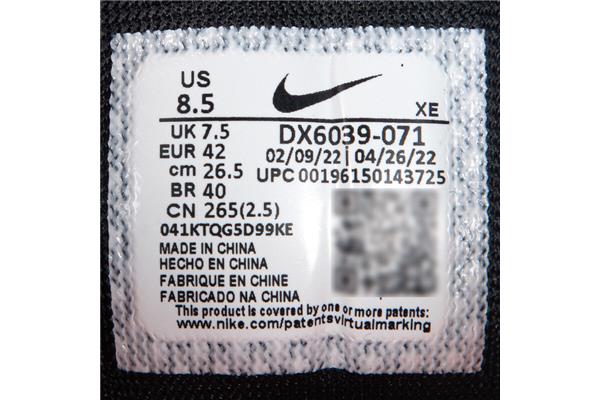 US
8.5
XE
UK 7.5
EUR 42
cm 26.5
BR 40
CN 265(2.5)
DX6039-071
02/09/22 | 04/26/22
UPC 00196150143725
041KTQG5D99KE
MADE IN CHINA
HECHO EN CHINA
FABRIQUE EN CHINE
FABRICADO NA CHINA
This product is covered by one or more patents:
www.nike.com/patentsvirtualmarking